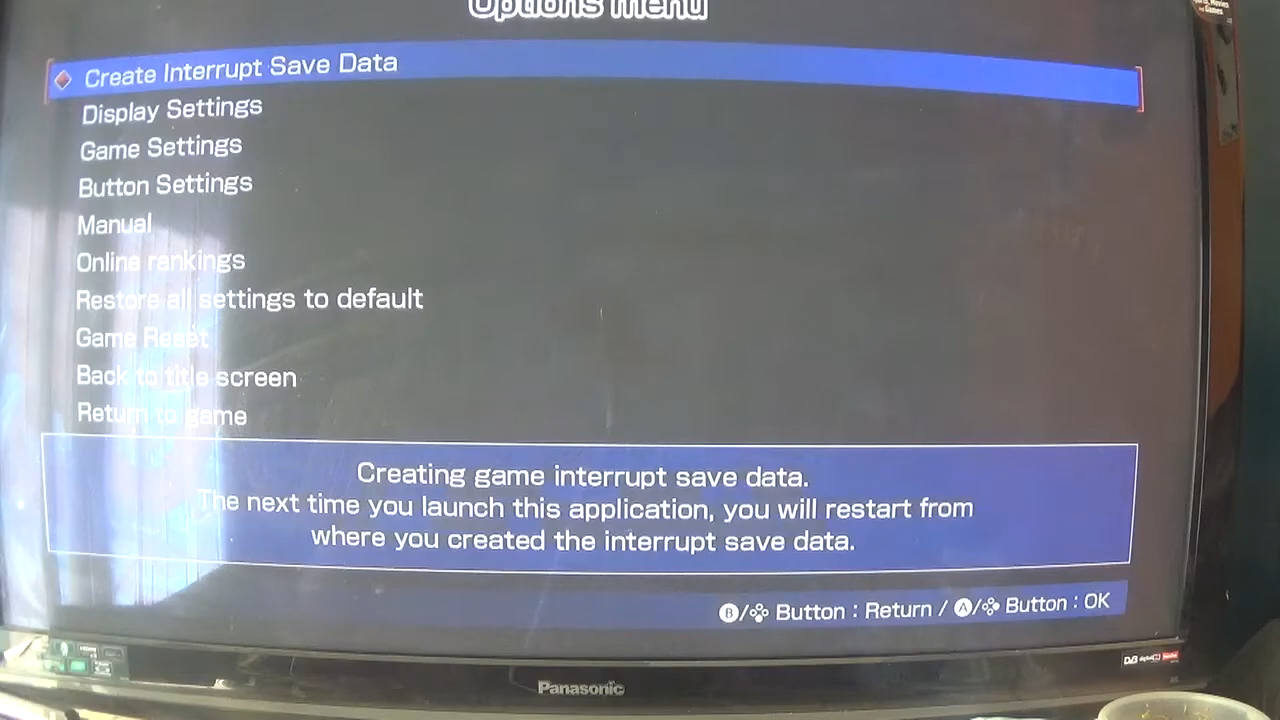 Options menu
Create Interrupt Save Data
Display Settings
Game Settings
Button Settings
Manual
Online rankings
Restore all settings to default
Game Reset
Back to title screen
Return to game
Creating game interrupt save data.
The next time you launch this application, you will restart from
where you created the interrupt save data.
B/ Button : Return / A/ Button : OK
Panasonic